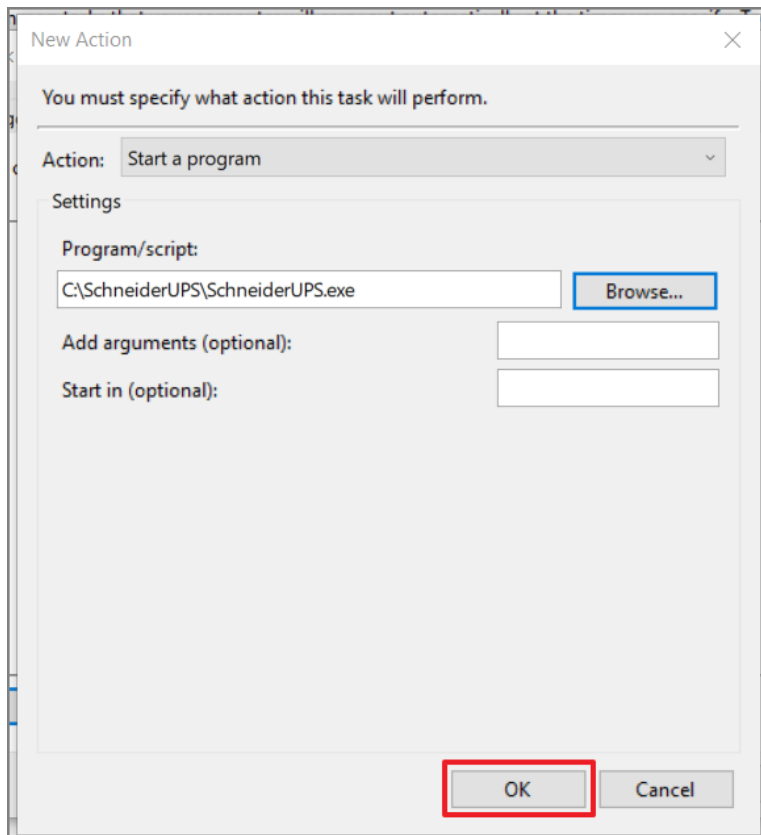 New Action
You must specify what action this task will perform.
Action: Start a program
Settings
Program/script:
C:\SchneiderUPS\SchneiderUPS.exe Browse...
Add arguments (optional):
Start in (optional):
OK Cancel